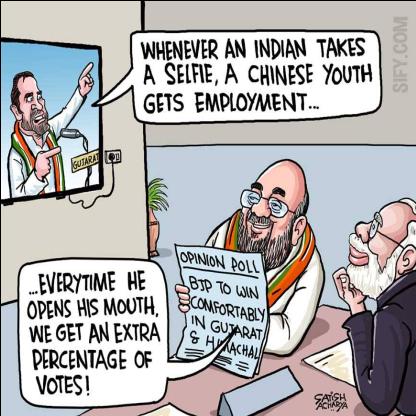 WHENEVER AN INDIAN TAKES
A SELFIE, A CHINESE YOUTH
GETS EMPLOYMENT...
SIFY.COM
GUJARAT
OPINION POLL
BJP TO WIN
COMFORTABLY
IN GUJARAT
& HIMACHAL
...EVERYTIME HE
OPENS HIS MOUTH,
WE GET AN EXTRA
PERCENTAGE OF
VOTES!
SATISH
ACHARYA